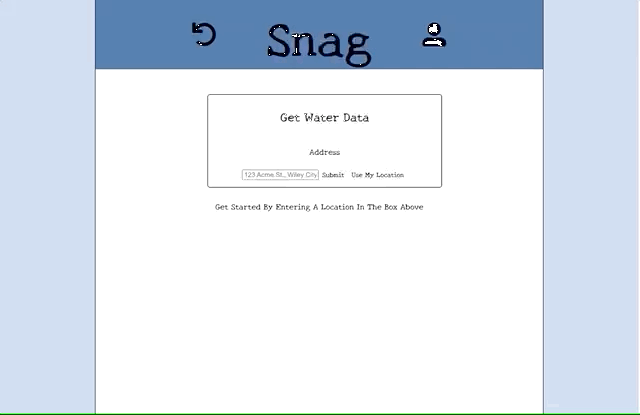 Snag
Get Water Data
Address
123 Acme St., Wiley City
Submit Use My Location
Get Started By Entering A Location In The Box Above